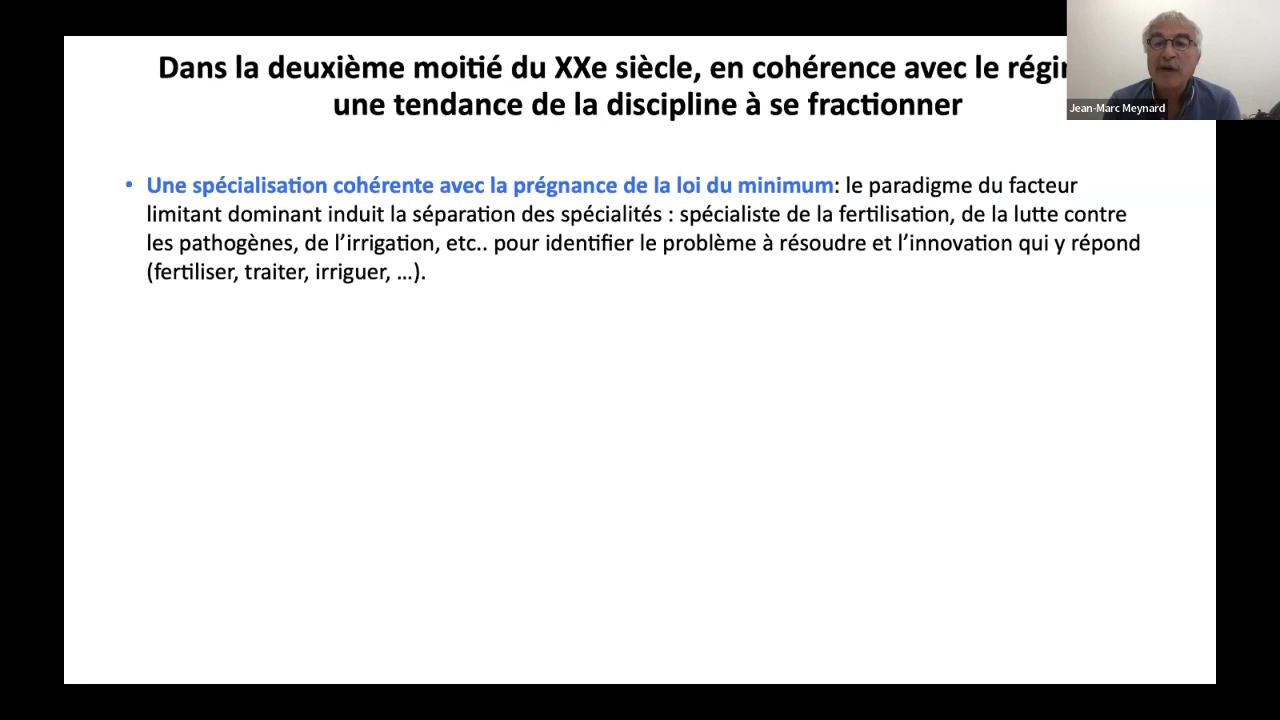 Dans la deuxième moitié du XXe siècle, en cohérence avec le
une tendance de la discipline à se fractionner
Jean-Marc Meynard
• Une spécialisation cohérente avec la prégnance de la loi du minimum: le paradigme du facteur
limitant dominant induit la séparation des spécialités : spécialiste de la fertilisation, de la lutte contre
les pathogènes, de l’irrigation, etc.. pour identifier le problème à résoudre et l’innovation qui y répond
(fertiliser, traiter, irriguer, …).